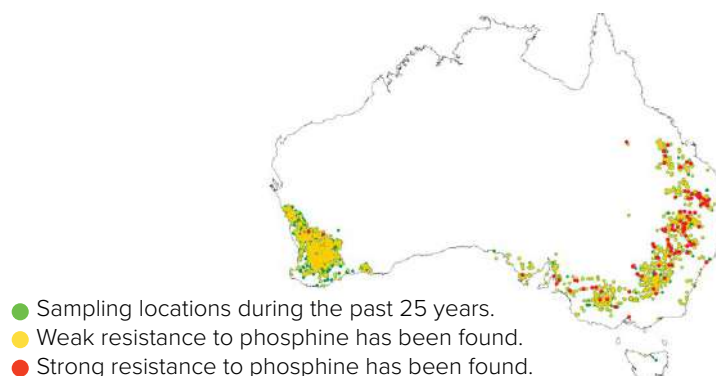 Sampling locations during the past 25 years.
Weak resistance to phosphine has been found.
Strong resistance to phosphine has been found.